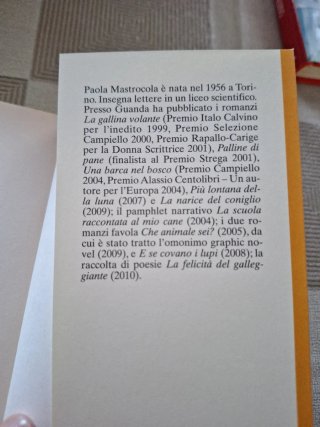 Paola Mastrocola è nata nel 1956 a Tori-
no. Insegna lettere in un liceo scientifico.
Presso Guanda ha pubblicato i romanzi
La gallina volante (Premio Italo Calvino
per l'inedito 1999, Premio Selezione
Campiello 2000, Premio Rapallo-Carige
per la Donna Scrittrice 2001), Palline di
pane (finalista al Premio Strega 2001),
Una barca nel bosco (Premio Campiello
2004, Premio Alassio Centolibri – Un au-
tore per l'Europa 2004), Più lontana del-
la luna (2007) e La narice del coniglio
(2009); il pamphlet narrativo La scuola
raccontata al mio cane (2004); i due ro-
manzi favola Che animale sei? (2005), da
cui è stato tratto l'omonimo graphic no-
vel (2009), e E se covano i lupi (2008); la
raccolta di poesie La felicità del galleg-
giante (2010).